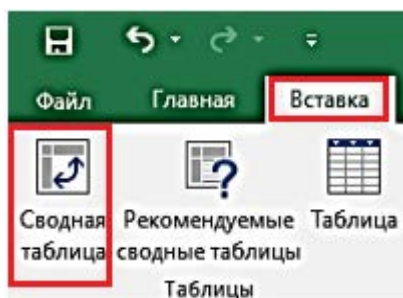 Файл Главная Вставка
Сводная Рекомендуемые Таблица
таблица сводные таблицы
Таблицы